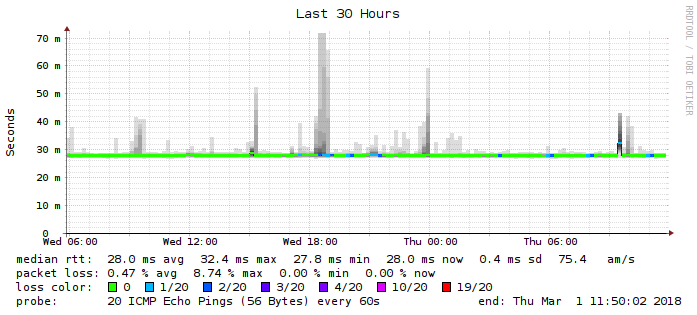 Last 30 Hours
RRDTOOL / TOBI OETIKER
Seconds
70 m
60 m
50 m
40 m
30 m
20 m
10 m
0
Wed 06:00 Wed 12:00 Wed 18:00 Thu 00:00 Thu 06:00
median rtt: 28.0 ms avg 32.4 ms max 27.8 ms min 28.0 ms now 0.4 ms sd 75.4 am/s
packet loss: 0.47 % avg 8.74 % max 0.00 % min 0.00 % now
loss color: 0 1/20 2/20 3/20 4/20 10/20 19/20
probe: 20 ICMP Echo Pings (56 Bytes) every 60s end: Thu Mar 1 11:50:02 2018